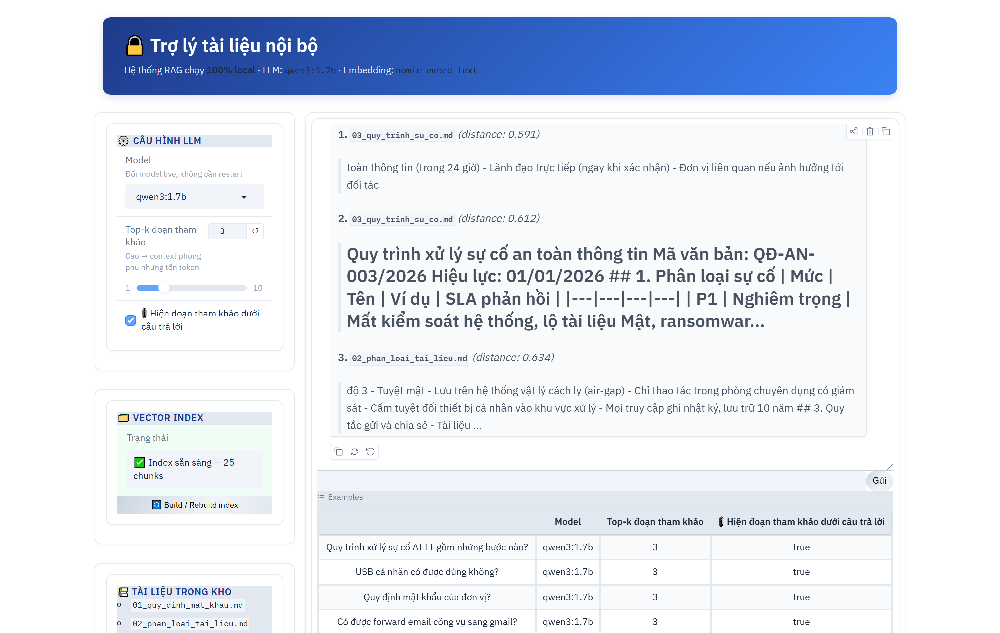 🔒 Trợ lý tài liệu nội bộ
Hệ thống RAG chạy 100% local · LLM: qwen3:1.7b · Embedding: nomic-embed-text
⚙️ CẤU HÌNH LLM
Model
Đổi model live, không cần restart
qwen3:1.7b
Top-k đoạn tham
khảo
3
Cao → context phong
phú nhưng tốn token
1
10
📎 Hiện đoạn tham khảo dưới
câu trả lời
🗂️ VECTOR INDEX
Trạng thái
✅ Index sẵn sàng — 25
chunks
🔄 Build / Rebuild index
📚 TÀI LIỆU TRONG KHO
01_quy_dinh_mat_khau.md
02_phan_loai_tai_lieu.md
1. 03_quy_trinh_su_co.md (distance: 0.591)
toàn thông tin (trong 24 giờ) - Lãnh đạo trực tiếp (ngay khi xác nhận) - Đơn vị liên quan nếu ảnh hưởng tới
đối tác
2. 03_quy_trinh_su_co.md (distance: 0.612)
Quy trình xử lý sự cố an toàn thông tin Mã văn bản: QĐ-AN-
003/2026 Hiệu lực: 01/01/2026 ## 1. Phân loại sự cố | Mức |
Tên | Ví dụ | SLA phản hồi | |---|---|---|---| | P1 | Nghiêm trọng |
Mất kiểm soát hệ thống, lộ tài liệu Mật, ransomwar...
3. 02_phan_loai_tai_lieu.md (distance: 0.634)
độ 3 - Tuyệt mật - Lưu trên hệ thống vật lý cách ly (air-gap) - Chỉ thao tác trong phòng chuyên dụng có giám
sát - Cấm tuyệt đối thiết bị cá nhân vào khu vực xử lý - Mọi truy cập ghi nhật ký, lưu trữ 10 năm ## 3. Quy
tắc gửi và chia sẻ - Tài liệu ...
Gửi
Examples
Model Top-k đoạn tham khảo 📎 Hiện đoạn tham khảo dưới câu trả lời
Quy trình xử lý sự cố ATTT gồm những bước nào? qwen3:1.7b 3 true
USB cá nhân có được dùng không? qwen3:1.7b 3 true
Quy định mật khẩu của đơn vị? qwen3:1.7b 3 true
Có được forward email công vụ sang gmail? qwen3:1.7b 3 true